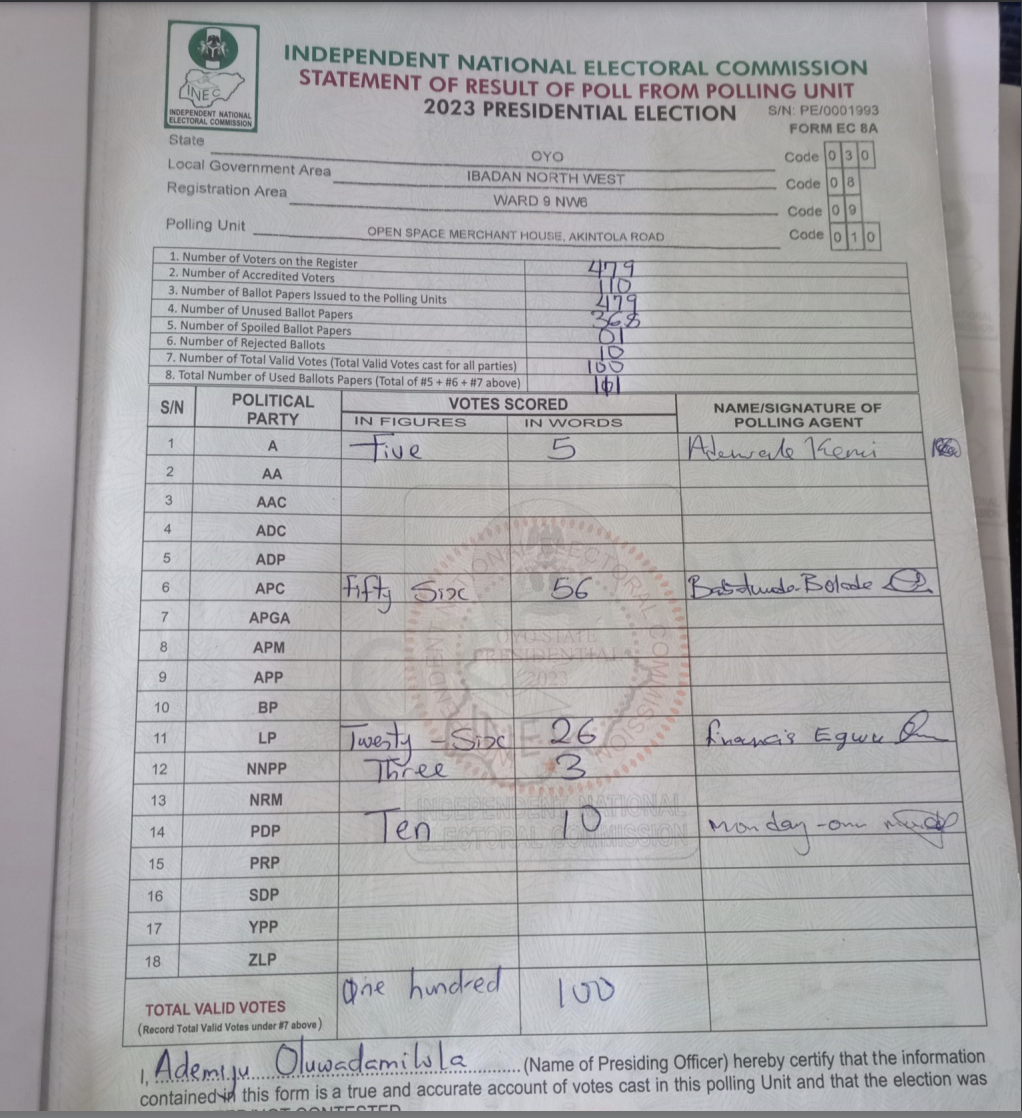 INEC
INDEPENDENT NATIONAL
ELECTORAL COMMISSION
INDEPENDENT NATIONAL ELECTORAL COMMISSION
STATEMENT OF RESULT OF POLL FROM POLLING UNIT
2023 PRESIDENTIAL ELECTION
S/N: PE/0001993
FORM EC 8A
State OYO Code 0 3 0
Local Government Area IBADAN NORTH WEST Code 0 8
Registration Area WARD 9 NW6 Code 0 9
Polling Unit OPEN SPACE MERCHANT HOUSE, AKINTOLA ROAD Code 0 1 0
1. Number of Voters on the Register 479
2. Number of Accredited Voters 110
3. Number of Ballot Papers Issued to the Polling Units 479
4. Number of Unused Ballot Papers 368
5. Number of Spoiled Ballot Papers 01
6. Number of Rejected Ballots 10
7. Number of Total Valid Votes (Total Valid Votes cast for all parties) 100
8. Total Number of Used Ballots Papers (Total of #5 + #6 + #7 above)
S/N POLITICAL PARTY VOTES SCORED NAME/SIGNATURE OF POLLING AGENT
IN FIGURES IN WORDS
1 A Five 5 Adewale Kemi
2 AA
3 AAC
4 ADC
5 ADP
6 APC Fifty Six 56 Bolade
7 APGA
8 APM
9 APP
10 BP
11 LP Twenty - Six 26 Francis Egwu
12 NNPP Three 3
13 NRM
14 PDP Ten 10 Monday
15 PRP
16 SDP
17 YPP
18 ZLP
TOTAL VALID VOTES One hundred 100
(Record Total Valid Votes under #7 above)
OYO STATE
PRESIDENTIAL
2023
INDEPENDENT NATIONAL
ELECTORAL COMMISSION
I, Ademiju Oluwadamilola (Name of Presiding Officer) hereby certify that the information
contained in this form is a true and accurate account of votes cast in this polling Unit and that the election was